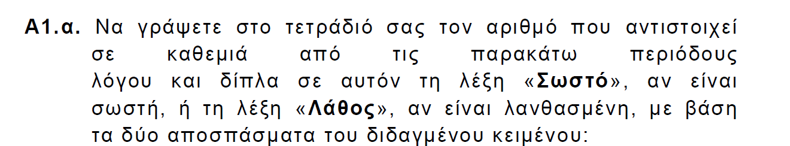 Α1.α. Να γράψετε στο τετράδιό σας τον αριθμό που αντιστοιχεί
σε καθεμιά από τις παρακάτω περιόδους
λόγου και δίπλα σε αυτόν τη λέξη «Σωστό», αν είναι
σωστή, ή τη λέξη «Λάθος», αν είναι λανθασμένη, με βάση
τα δύο αποσπάσματα του διδαγμένου κειμένου: